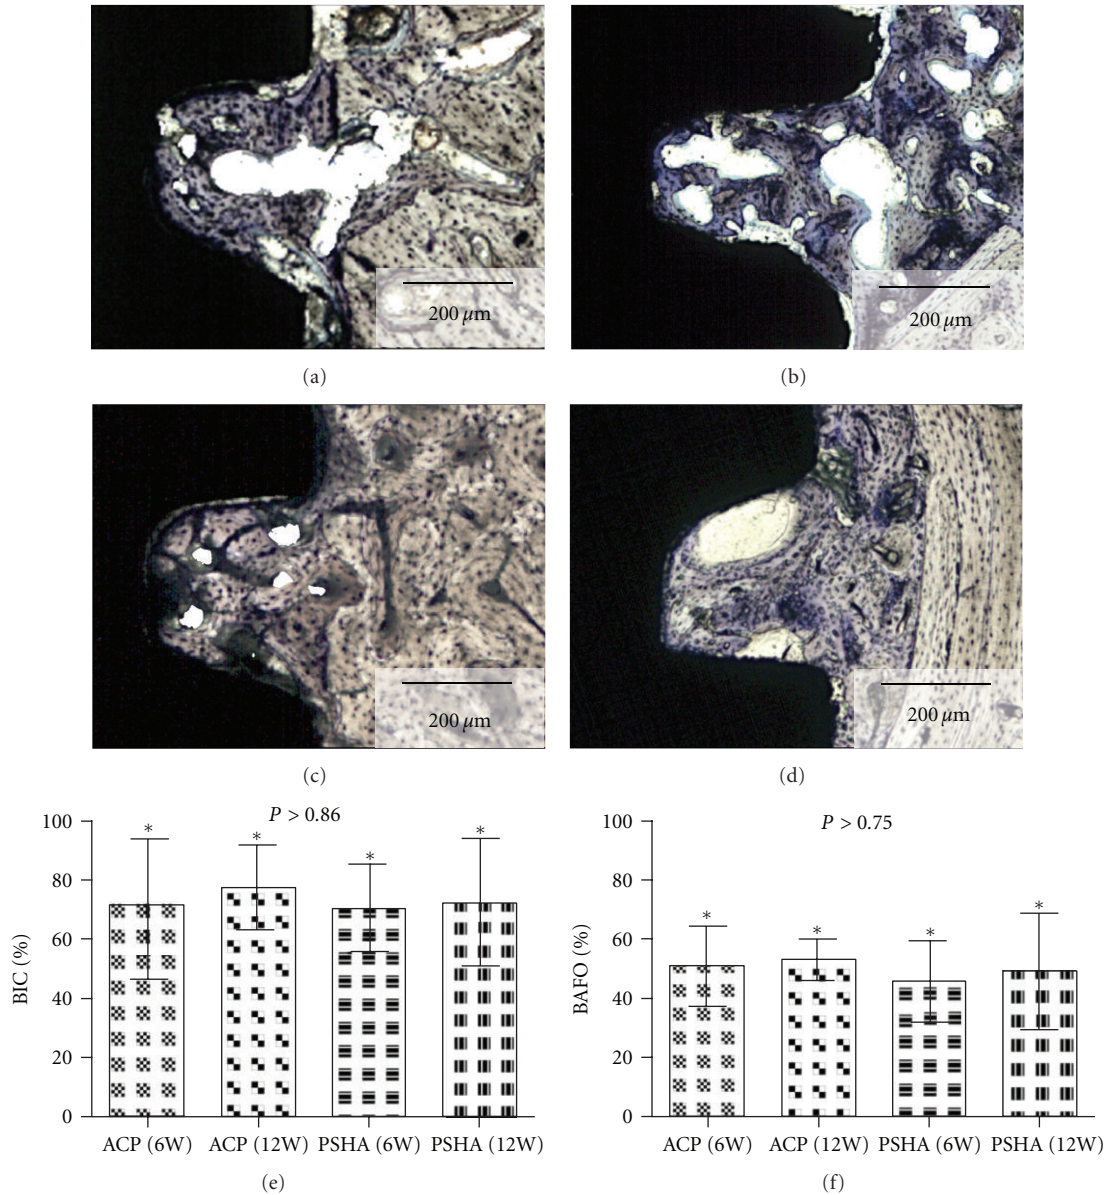 200 μm
200 μm
(a)
(b)
200 μm
200 μm
(c)
(d)
P > 0.86
100
80
60
40
20
0
BIC (%)
* * * *
ACP (6W) ACP (12W) PSHA (6W) PSHA (12W)
(e)
P > 0.75
100
80
60
40
20
0
BAFO (%)
* * * *
ACP (6W) ACP (12W) PSHA (6W) PSHA (12W)
(f)